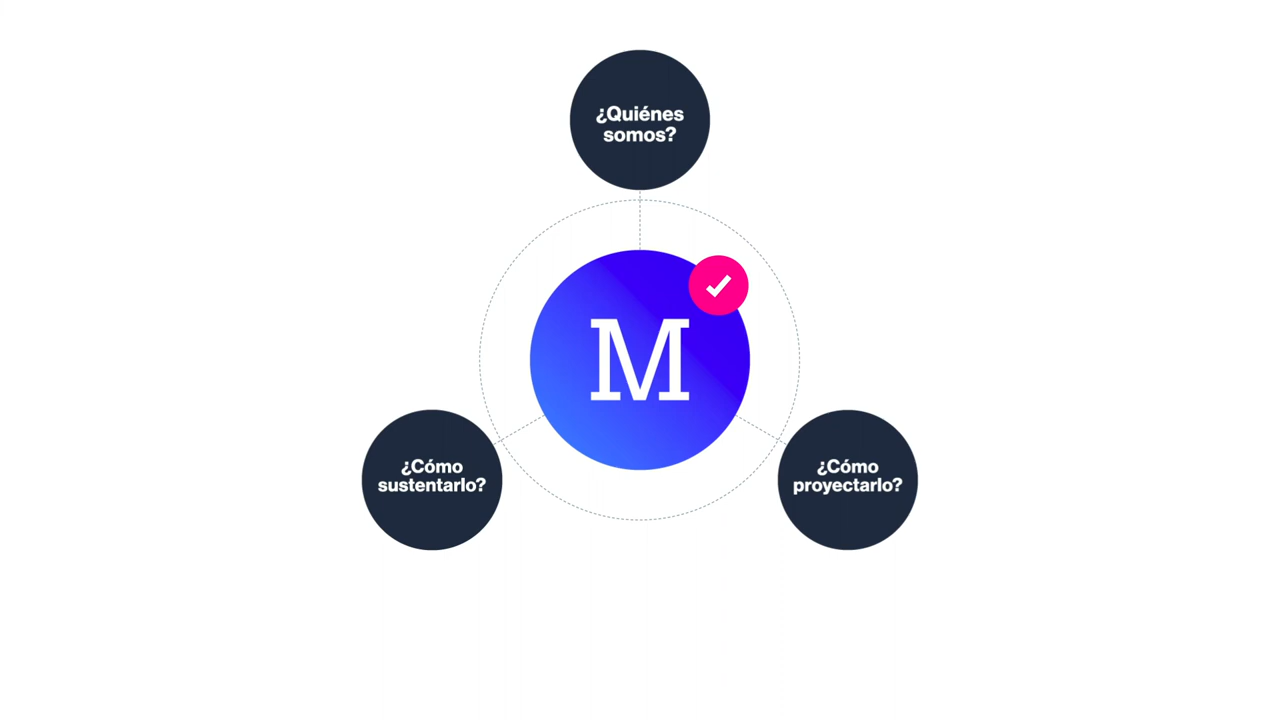 ¿Quiénes
somos?
M
¿Cómo
sustentarlo?
¿Cómo
proyectarlo?